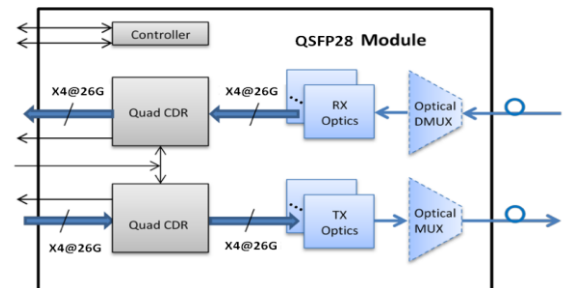 Controller
QSFP28 Module
X4@26G
Quad CDR
X4@26G
RX
Optics
Optical
DMUX
Quad CDR
X4@26G
X4@26G
TX
Optics
Optical
MUX